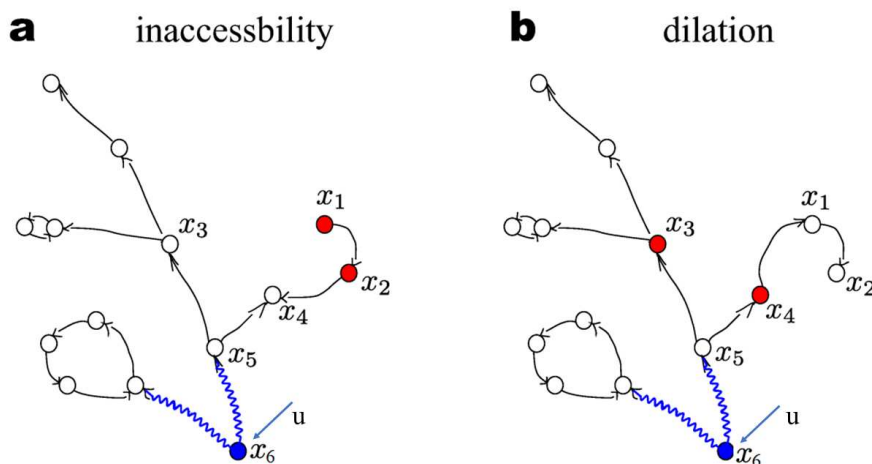 a inaccessbility
x1
x3
x2
x4
x5
u
x6
b dilation
x1
x3
x2
x4
x5
u
x6